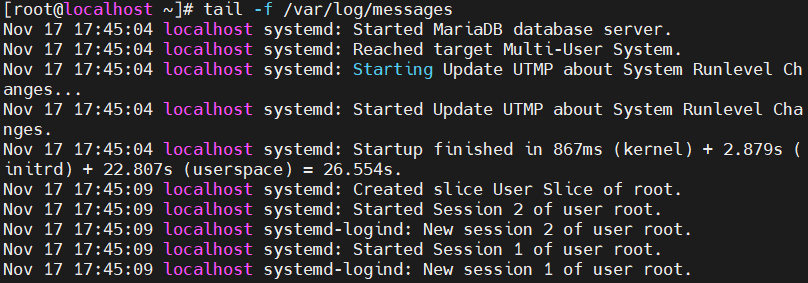 [root@localhost ~]# tail -f /var/log/messages
Nov 17 17:45:04 localhost systemd: Started MariaDB database server.
Nov 17 17:45:04 localhost systemd: Reached target Multi-User System.
Nov 17 17:45:04 localhost systemd: Starting Update UTMP about System Runlevel Ch
anges...
Nov 17 17:45:04 localhost systemd: Started Update UTMP about System Runlevel Cha
nges.
Nov 17 17:45:04 localhost systemd: Startup finished in 867ms (kernel) + 2.879s (
initrd) + 22.807s (userspace) = 26.554s.
Nov 17 17:45:09 localhost systemd: Created slice User Slice of root.
Nov 17 17:45:09 localhost systemd: Started Session 2 of user root.
Nov 17 17:45:09 localhost systemd-logind: New session 2 of user root.
Nov 17 17:45:09 localhost systemd: Started Session 1 of user root.
Nov 17 17:45:09 localhost systemd-logind: New session 1 of user root.